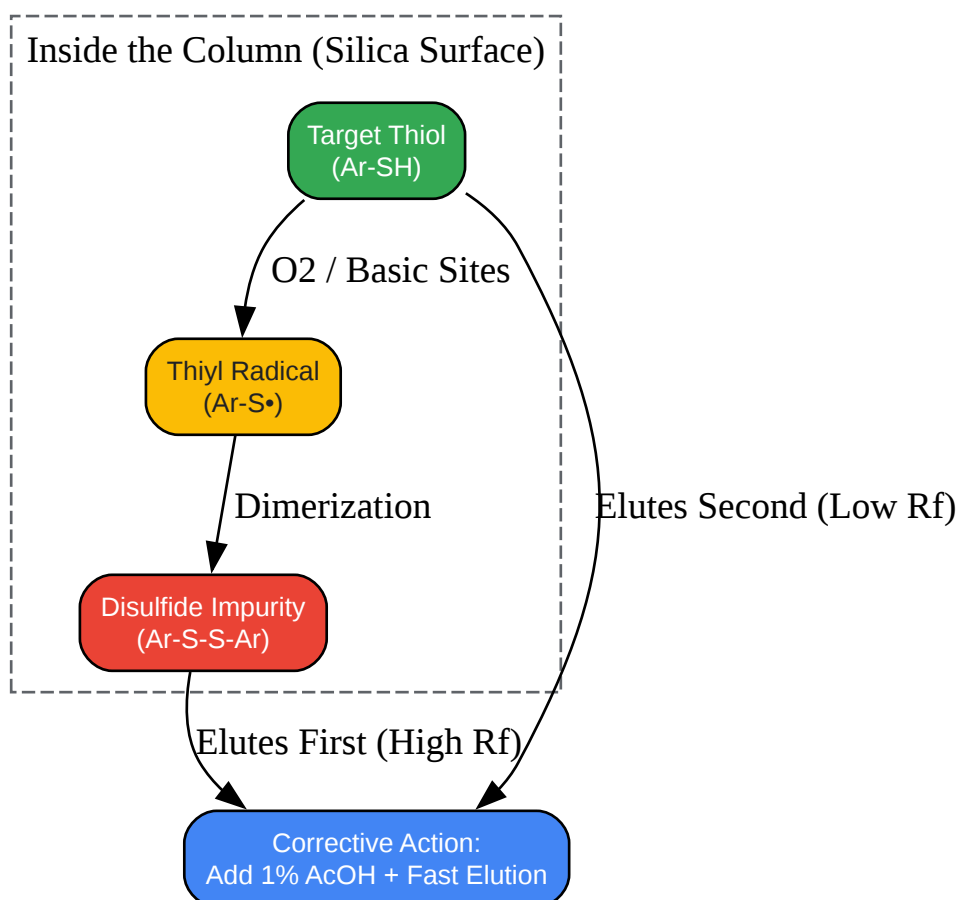 Inside the Column (Silica Surface)
Target Thiol
(Ar-SH)
O2 / Basic Sites
Thiyl Radical
(Ar-S•)
Dimerization
Elutes Second (Low Rf)
Disulfide Impurity
(Ar-S-S-Ar)
Elutes First (High Rf)
Corrective Action:
Add 1% AcOH + Fast Elution